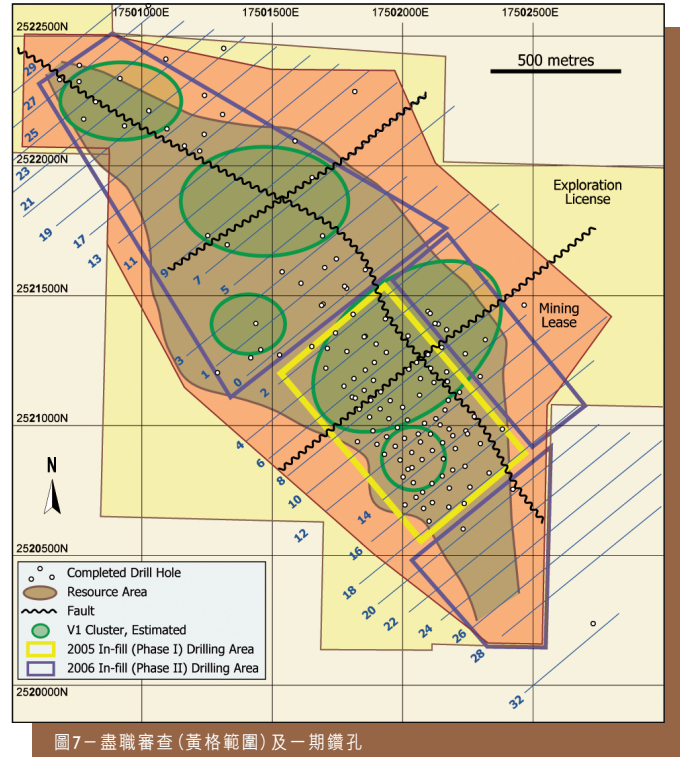 17501000E 17501500E 17502000E 17502500E
2522500N
500 metres
29
27
25
2522000N
23
21
Exploration
License
19
17
13
11
9
7
5
2521500N
Mining
Lease
3
1
0
2
2521000N
4
6
8
10
12
14
N
2520500N
16
18
20
22
24
26
28
32
Completed Drill Hole
Resource Area
Fault
V1 Cluster, Estimated
2005 In-fill (Phase I) Drilling Area
2006 In-fill (Phase II) Drilling Area
2520000N
圖7－盡職審查(黃格範圍)及一期鑽孔